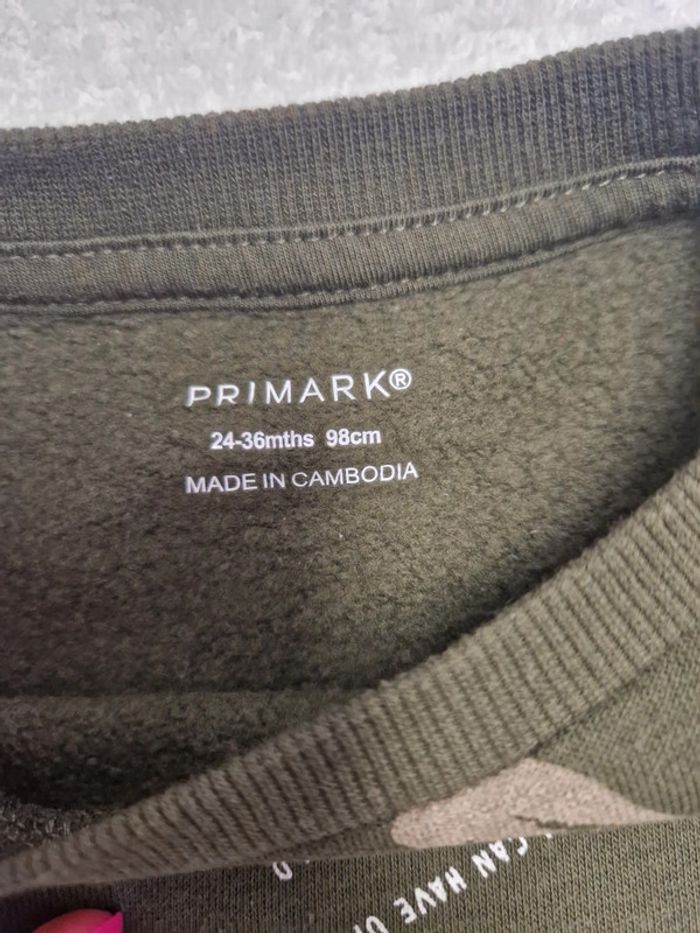 PRIMARK®
24-36mths 98cm
MADE IN CAMBODIA
CAN HAVE